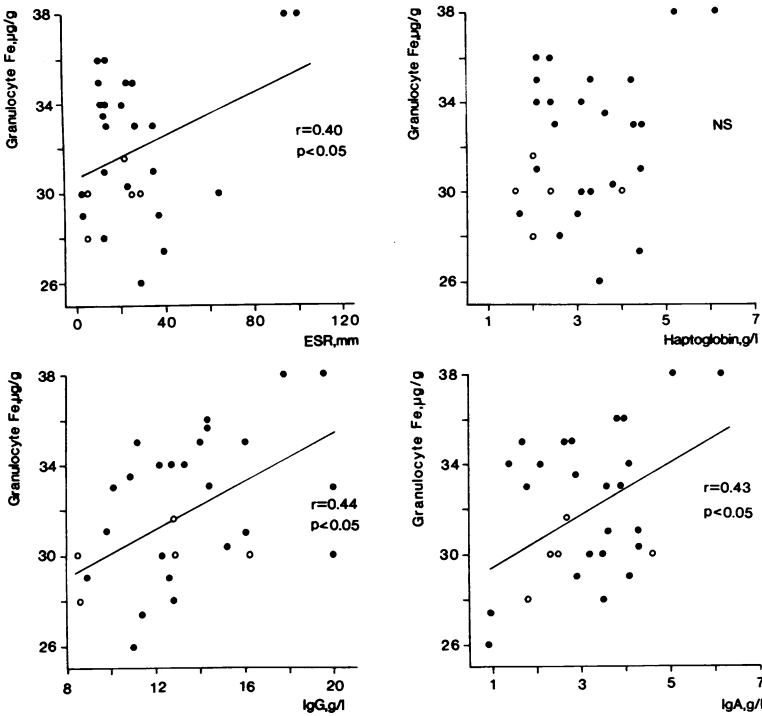 Granulocyte Fe,µg/g
38
34
30
26
r=0.40
p<0.05
0
40
80
120
ESR,mm
Granulocyte Fe,µg/g
38
34
30
26
NS
1
3
5
7
Haptoglobin,g/l
Granulocyte Fe,µg/g
38
34
30
26
r=0.44
p<0.05
8
12
16
20
IgG,g/l
Granulocyte Fe,µg/g
38
34
30
26
r=0.43
p<0.05
1
3
5
7
IgA,g/l